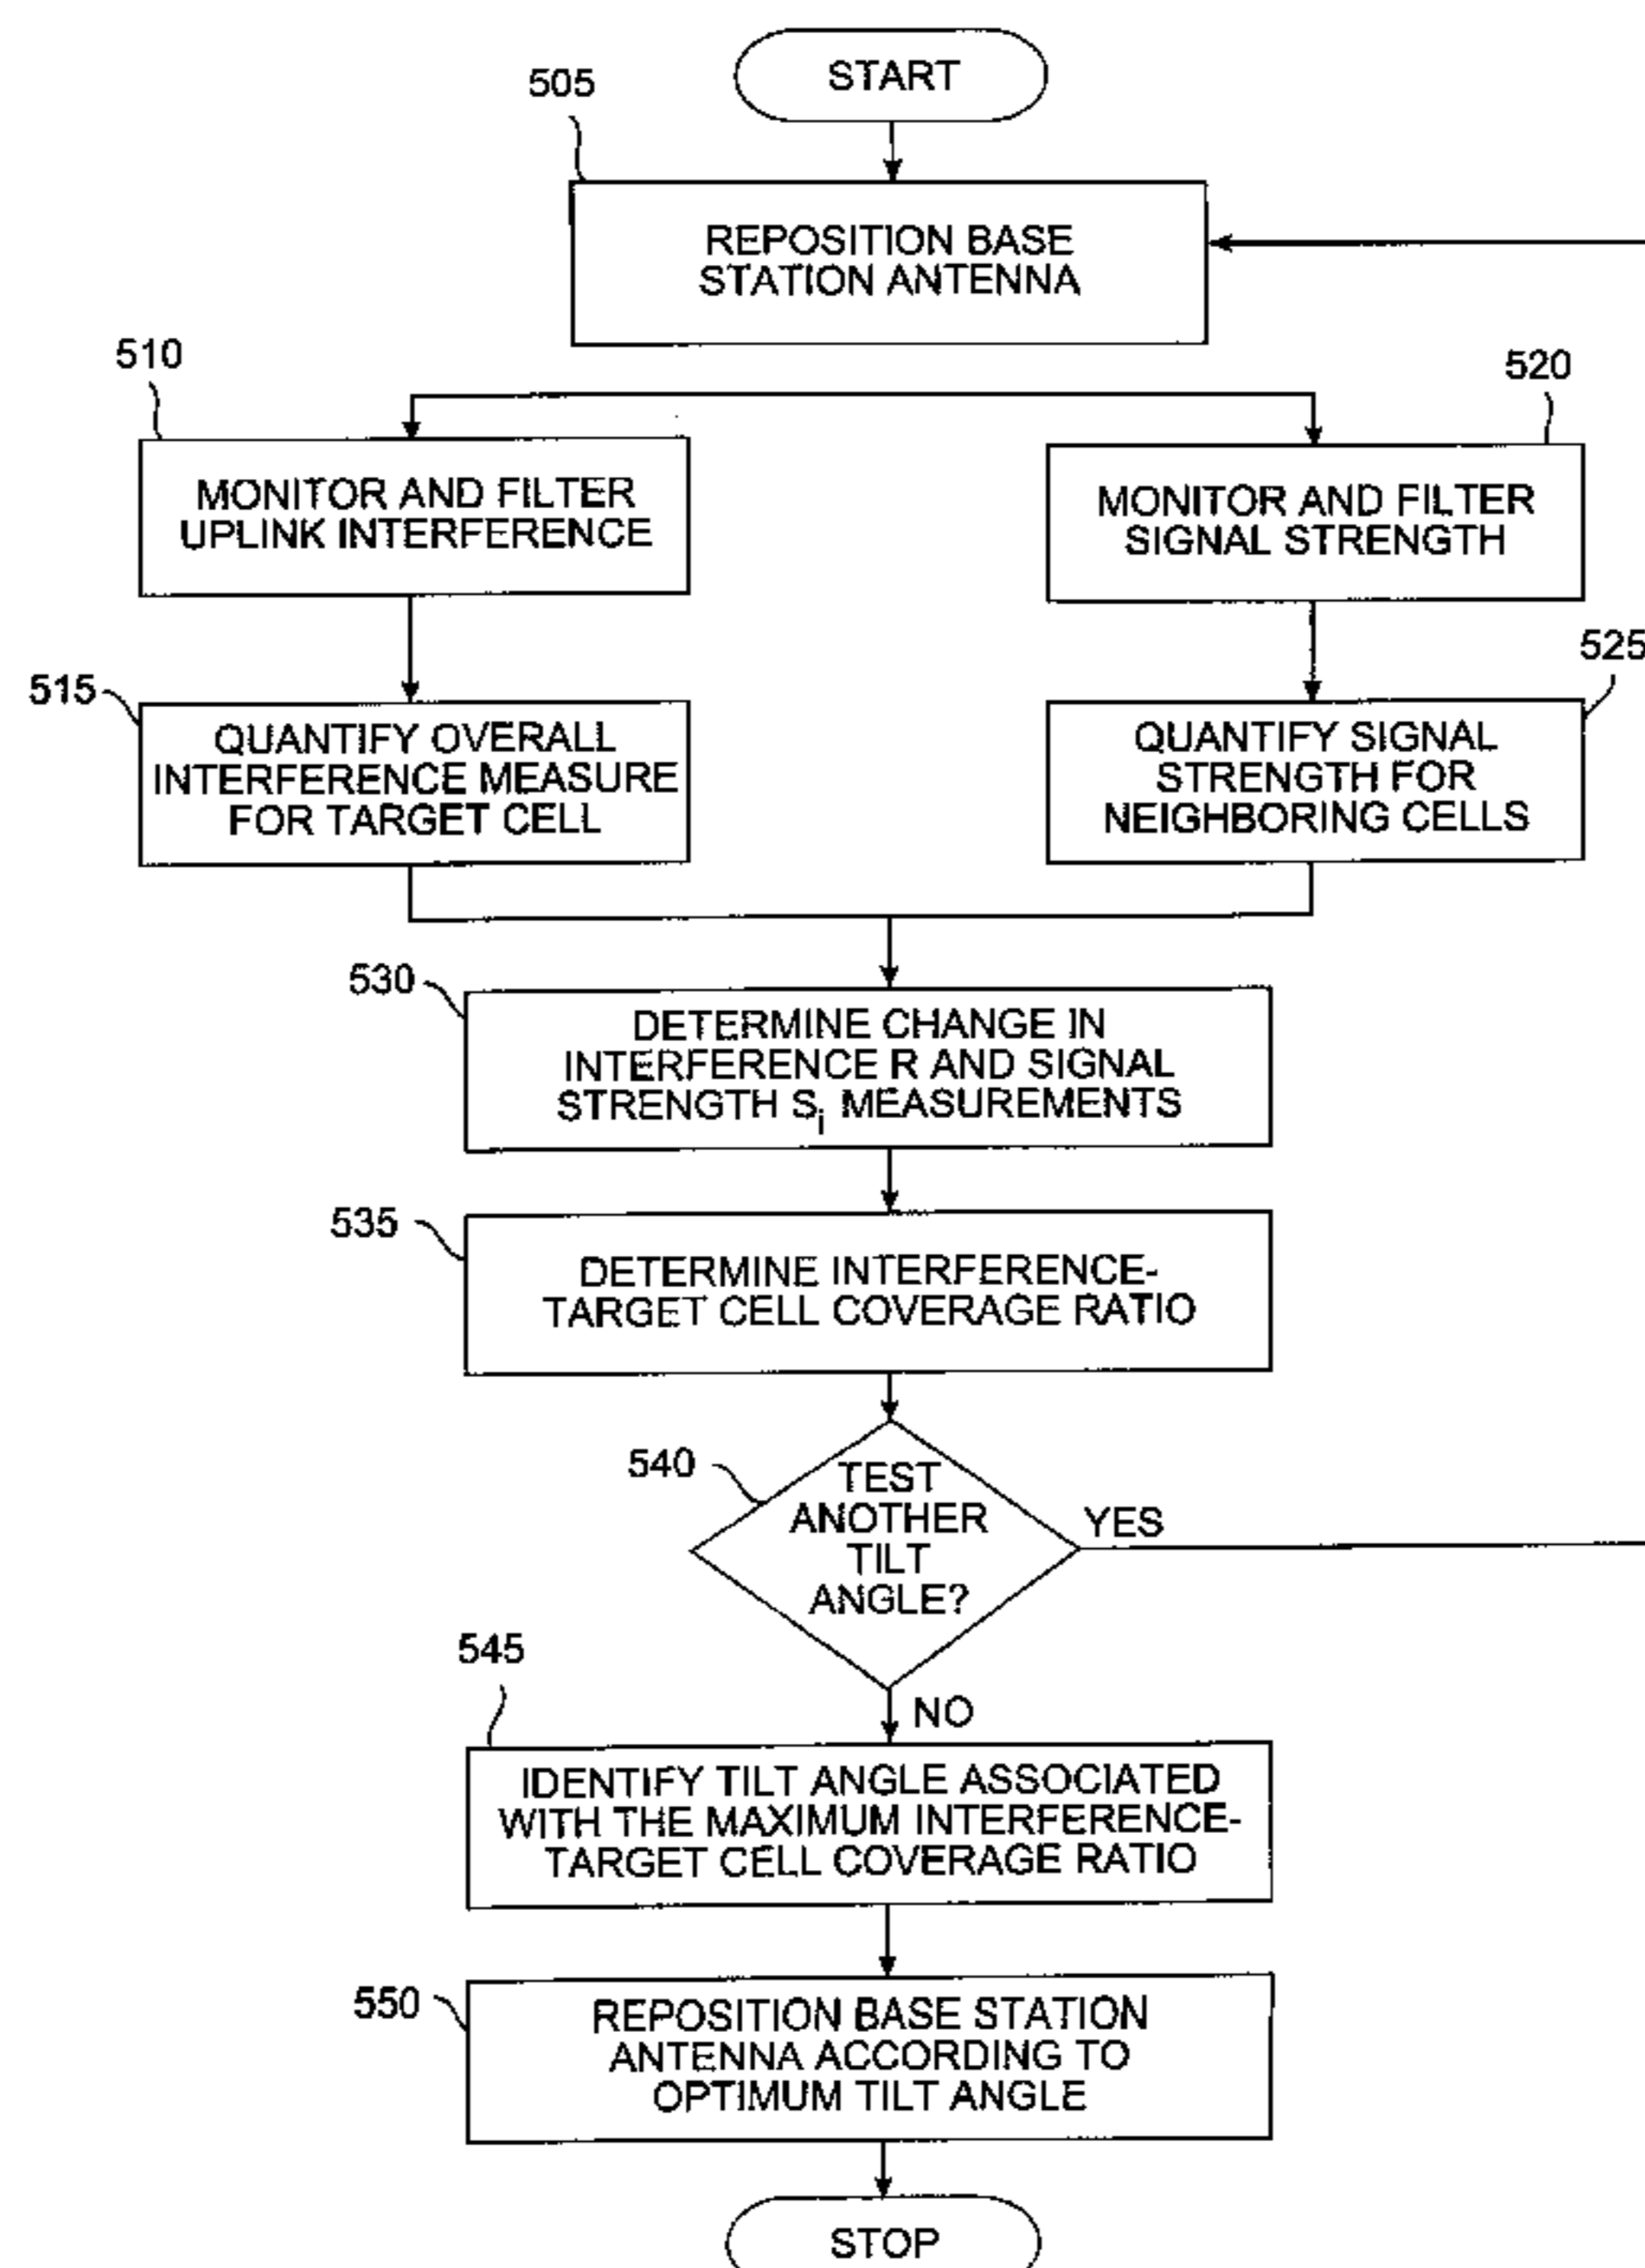 START
505
REPOSITION BASE
STATION ANTENNA
510
520
MONITOR AND FILTER
UPLINK INTERFERENCE
MONITOR AND FILTER
SIGNAL STRENGTH
515
525
QUANTIFY OVERALL
INTERFERENCE MEASURE
FOR TARGET CELL
QUANTIFY SIGNAL
STRENGTH FOR
NEIGHBORING CELLS
530
DETERMINE CHANGE IN
INTERFERENCE R AND SIGNAL
STRENGTH Si MEASUREMENTS
535
DETERMINE INTERFERENCE-
TARGET CELL COVERAGE RATIO
540
TEST
ANOTHER
TILT
ANGLE?
YES
NO
545
IDENTIFY TILT ANGLE ASSOCIATED
WITH THE MAXIMUM INTERFERENCE-
TARGET CELL COVERAGE RATIO
550
REPOSITION BASE STATION
ANTENNA ACCORDING TO
OPTIMUM TILT ANGLE
STOP